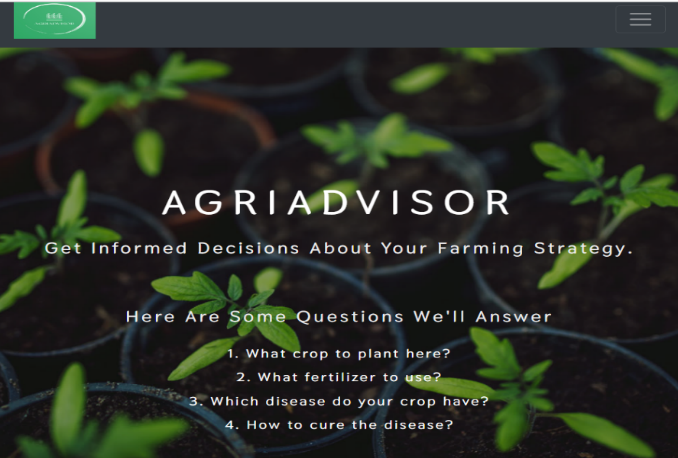 AGRIADVISOR
Get Informed Decisions About Your Farming Strategy.
Here Are Some Questions We'll Answer
1. What crop to plant here?
2. What fertilizer to use?
3. Which disease do your crop have?
4. How to cure the disease?